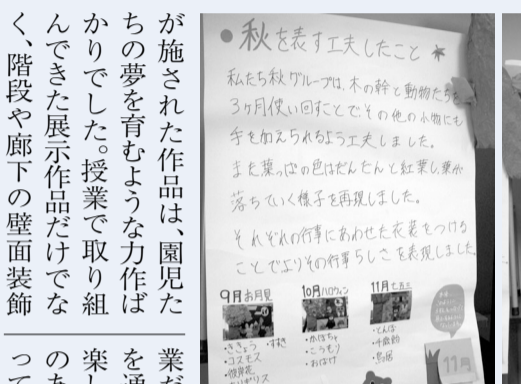 が施された作品は、園児た
ちの夢を育むような力作ば
かりでした。授業で取り組
んできた展示作品だけでな
く、階段や廊下の壁面装飾
業だ
を通
楽し
のあ
って
●秋を表す工夫したこと★
私たち秋グループは、木の幹と動物たちを
3ヶ月使い回すことで、その他の小物にも
手を加えられるよう工夫しました。
また葉っぱの色はだんだんと紅葉し、葉が
落ちていく様子を再現しました。
それぞれの行事にあわせた衣装をつける
ことでよりその行事らしさを表現しました。
9月お月見
・ききょう ・すすき
・コスモス
・彼岸花
10月ハロウィン
・かぼちゃ
・こうもり
・おばけ
11月七五三
・てんぱ
・千歳飴
・鳥居
11月